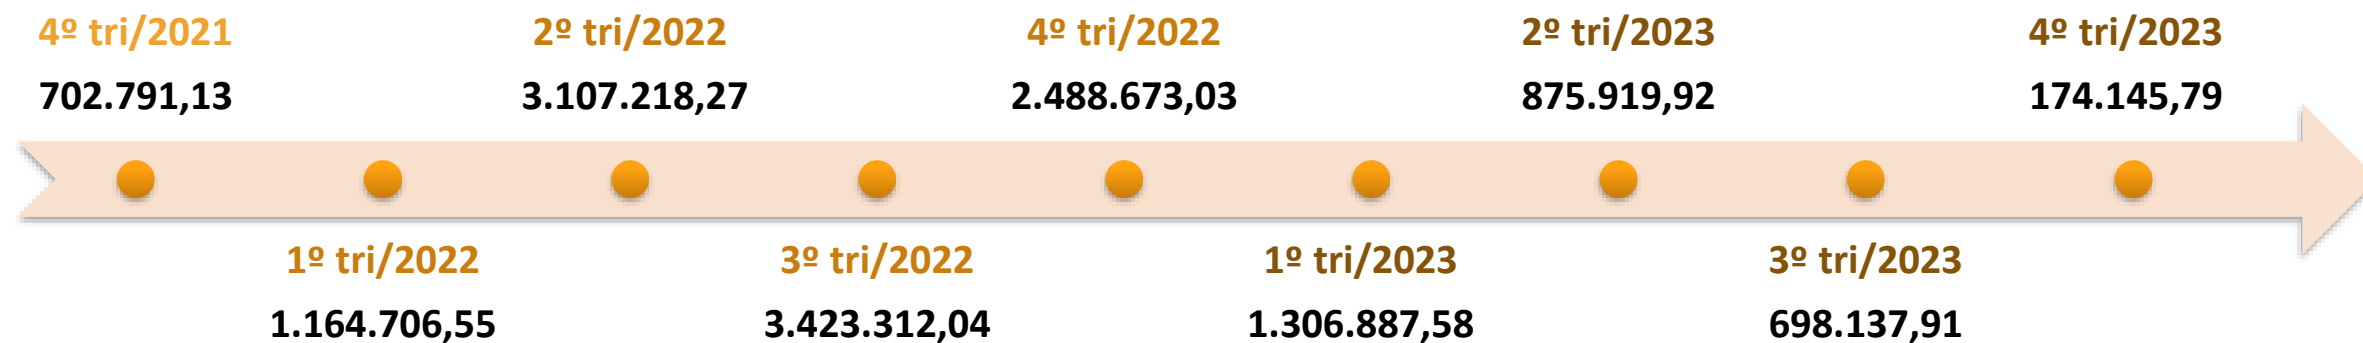 4º tri/2021
702.791,13
1º tri/2022
1.164.706,55
2º tri/2022
3.107.218,27
3º tri/2022
3.423.312,04
4º tri/2022
2.488.673,03
1º tri/2023
1.306.887,58
2º tri/2023
875.919,92
3º tri/2023
698.137,91
4º tri/2023
174.145,79